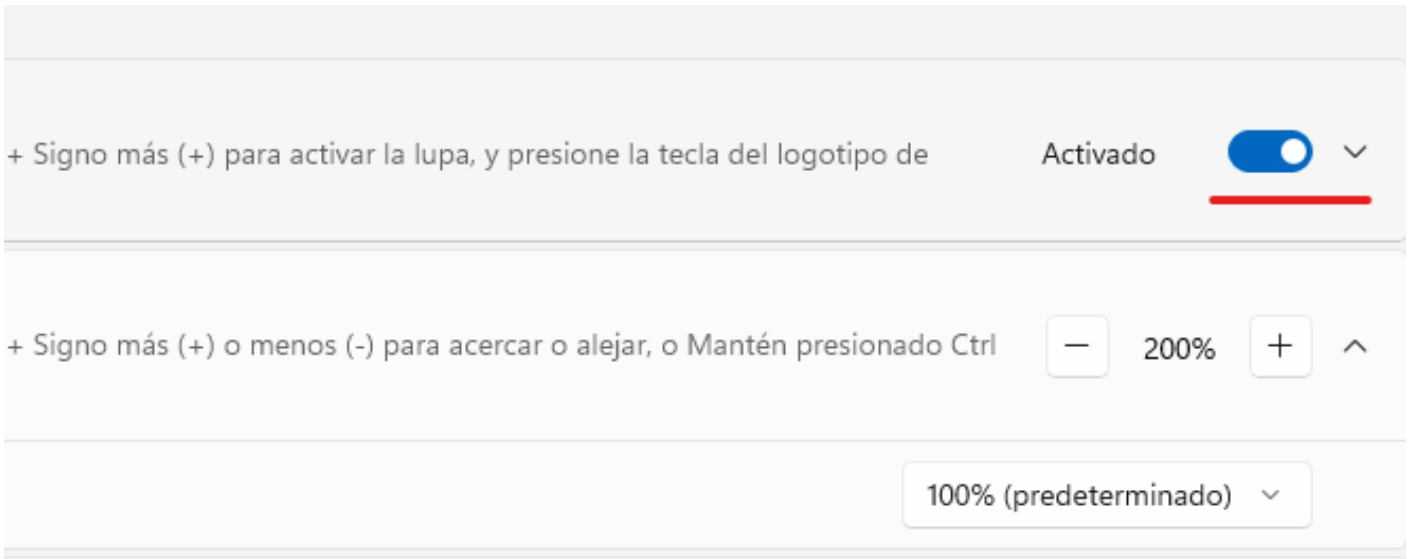 + Signo más (+) para activar la lupa, y presione la tecla del logotipo de Activado
+ Signo más (+) o menos (-) para acercar o alejar, o Mantén presionado Ctrl 200%
100% (predeterminado)